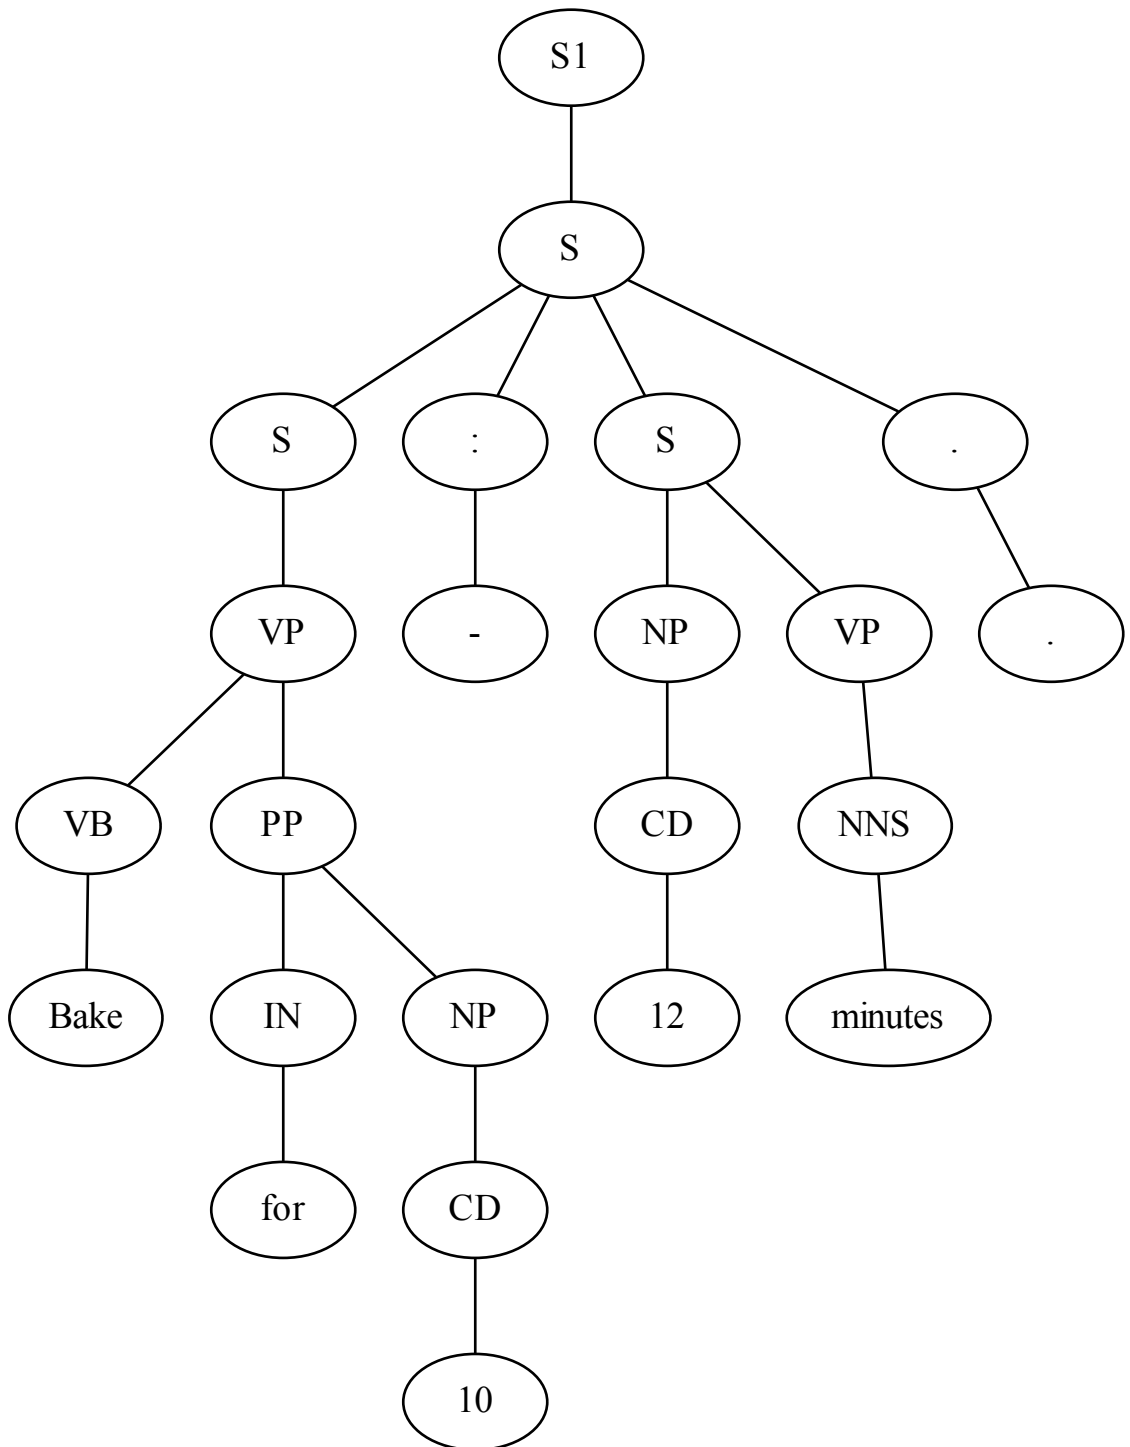 S1
S
S : S .
VP - NP VP .
VB PP CD NNS
Bake IN NP 12 minutes
for CD
10